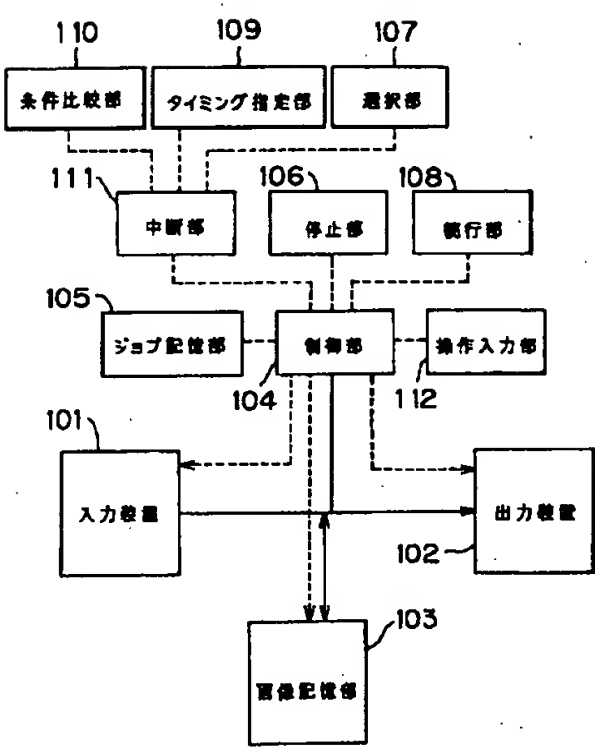 110
109
107
条件比較部
タイミング指定部
選択部
111
106
108
中断部
停止部
続行部
105
ジョブ記憶部
制御部
操作入力部
104
112
101
入力装置
出力装置
102
103
画像記憶部